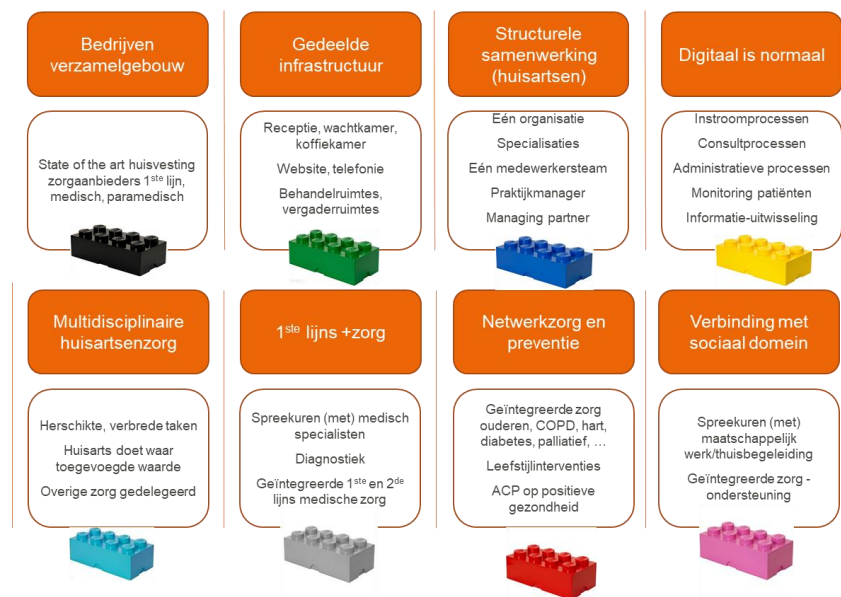 Bedrijven
verzamelgebouw
Gedeelde
infrastructuur
Structurele
samenwerking
(huisartsen)
Digitaal is normaal
State of the art huisvesting
zorgaanbieders 1ste lijn,
medisch, paramedisch
Receptie, wachtkamer,
koffiekamer
Website, telefonie
Behandelruimtes,
vergaderruimtes
Eén organisatie
Specialisaties
Eén medewerkersteam
Praktijkmanager
Managing partner
Instroomprocessen
Consultprocessen
Administratieve processen
Monitoring patiënten
Informatie-uitwisseling
Multidisciplinaire
huisartsenzorg
1ste lijns +zorg
Netwerkzorg en
preventie
Verbinding met
sociaal domein
Herschikte, verbrede taken
Huisarts doet waar
toegevoegde waarde
Overige zorg gedelegeerd
Spreekuren (met) medisch
specialisten
Diagnostiek
Geïntegreerde 1ste en 2de
lijns medische zorg
Geïntegreerde zorg
ouderen, COPD, hart,
diabetes, palliatief, …
Leefstijlinterventies
ACP op positieve
gezondheid
Spreekuren (met)
maatschappelijk
werk/thuisbegeleiding
Geïntegreerde zorg -
ondersteuning